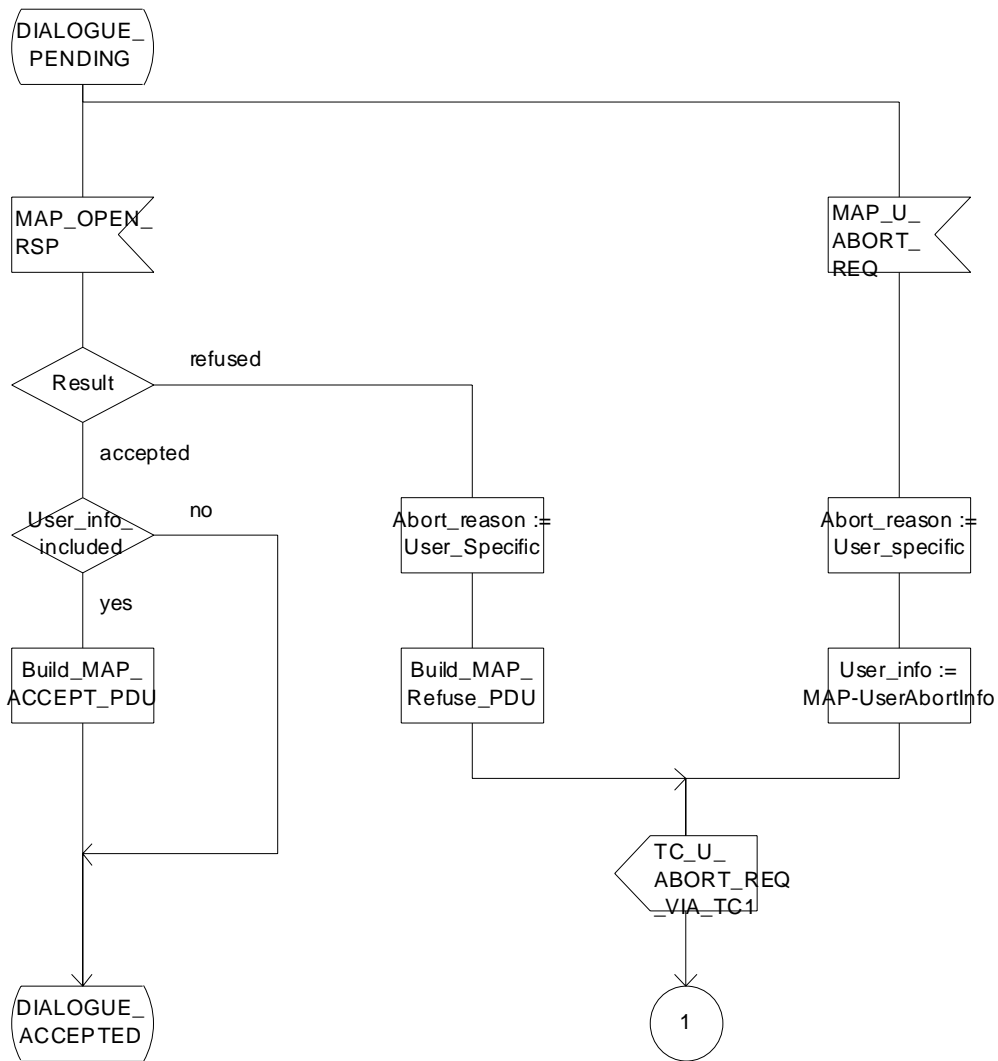 DIALOGUE_
PENDING
MAP_OPEN_
RSP
MAP_U_
ABORT_
REQ
refused
Result
accepted
User_info_
included
no
Abort_reason :=
User_Specific
Abort_reason :=
User_specific
yes
Build_MAP_
ACCEPT_PDU
Build_MAP_
Refuse_PDU
User_info :=
MAP-UserAbortInfo
TC_U_
ABORT_REQ
_VIA_TC1
DIALOGUE_
ACCEPTED
1